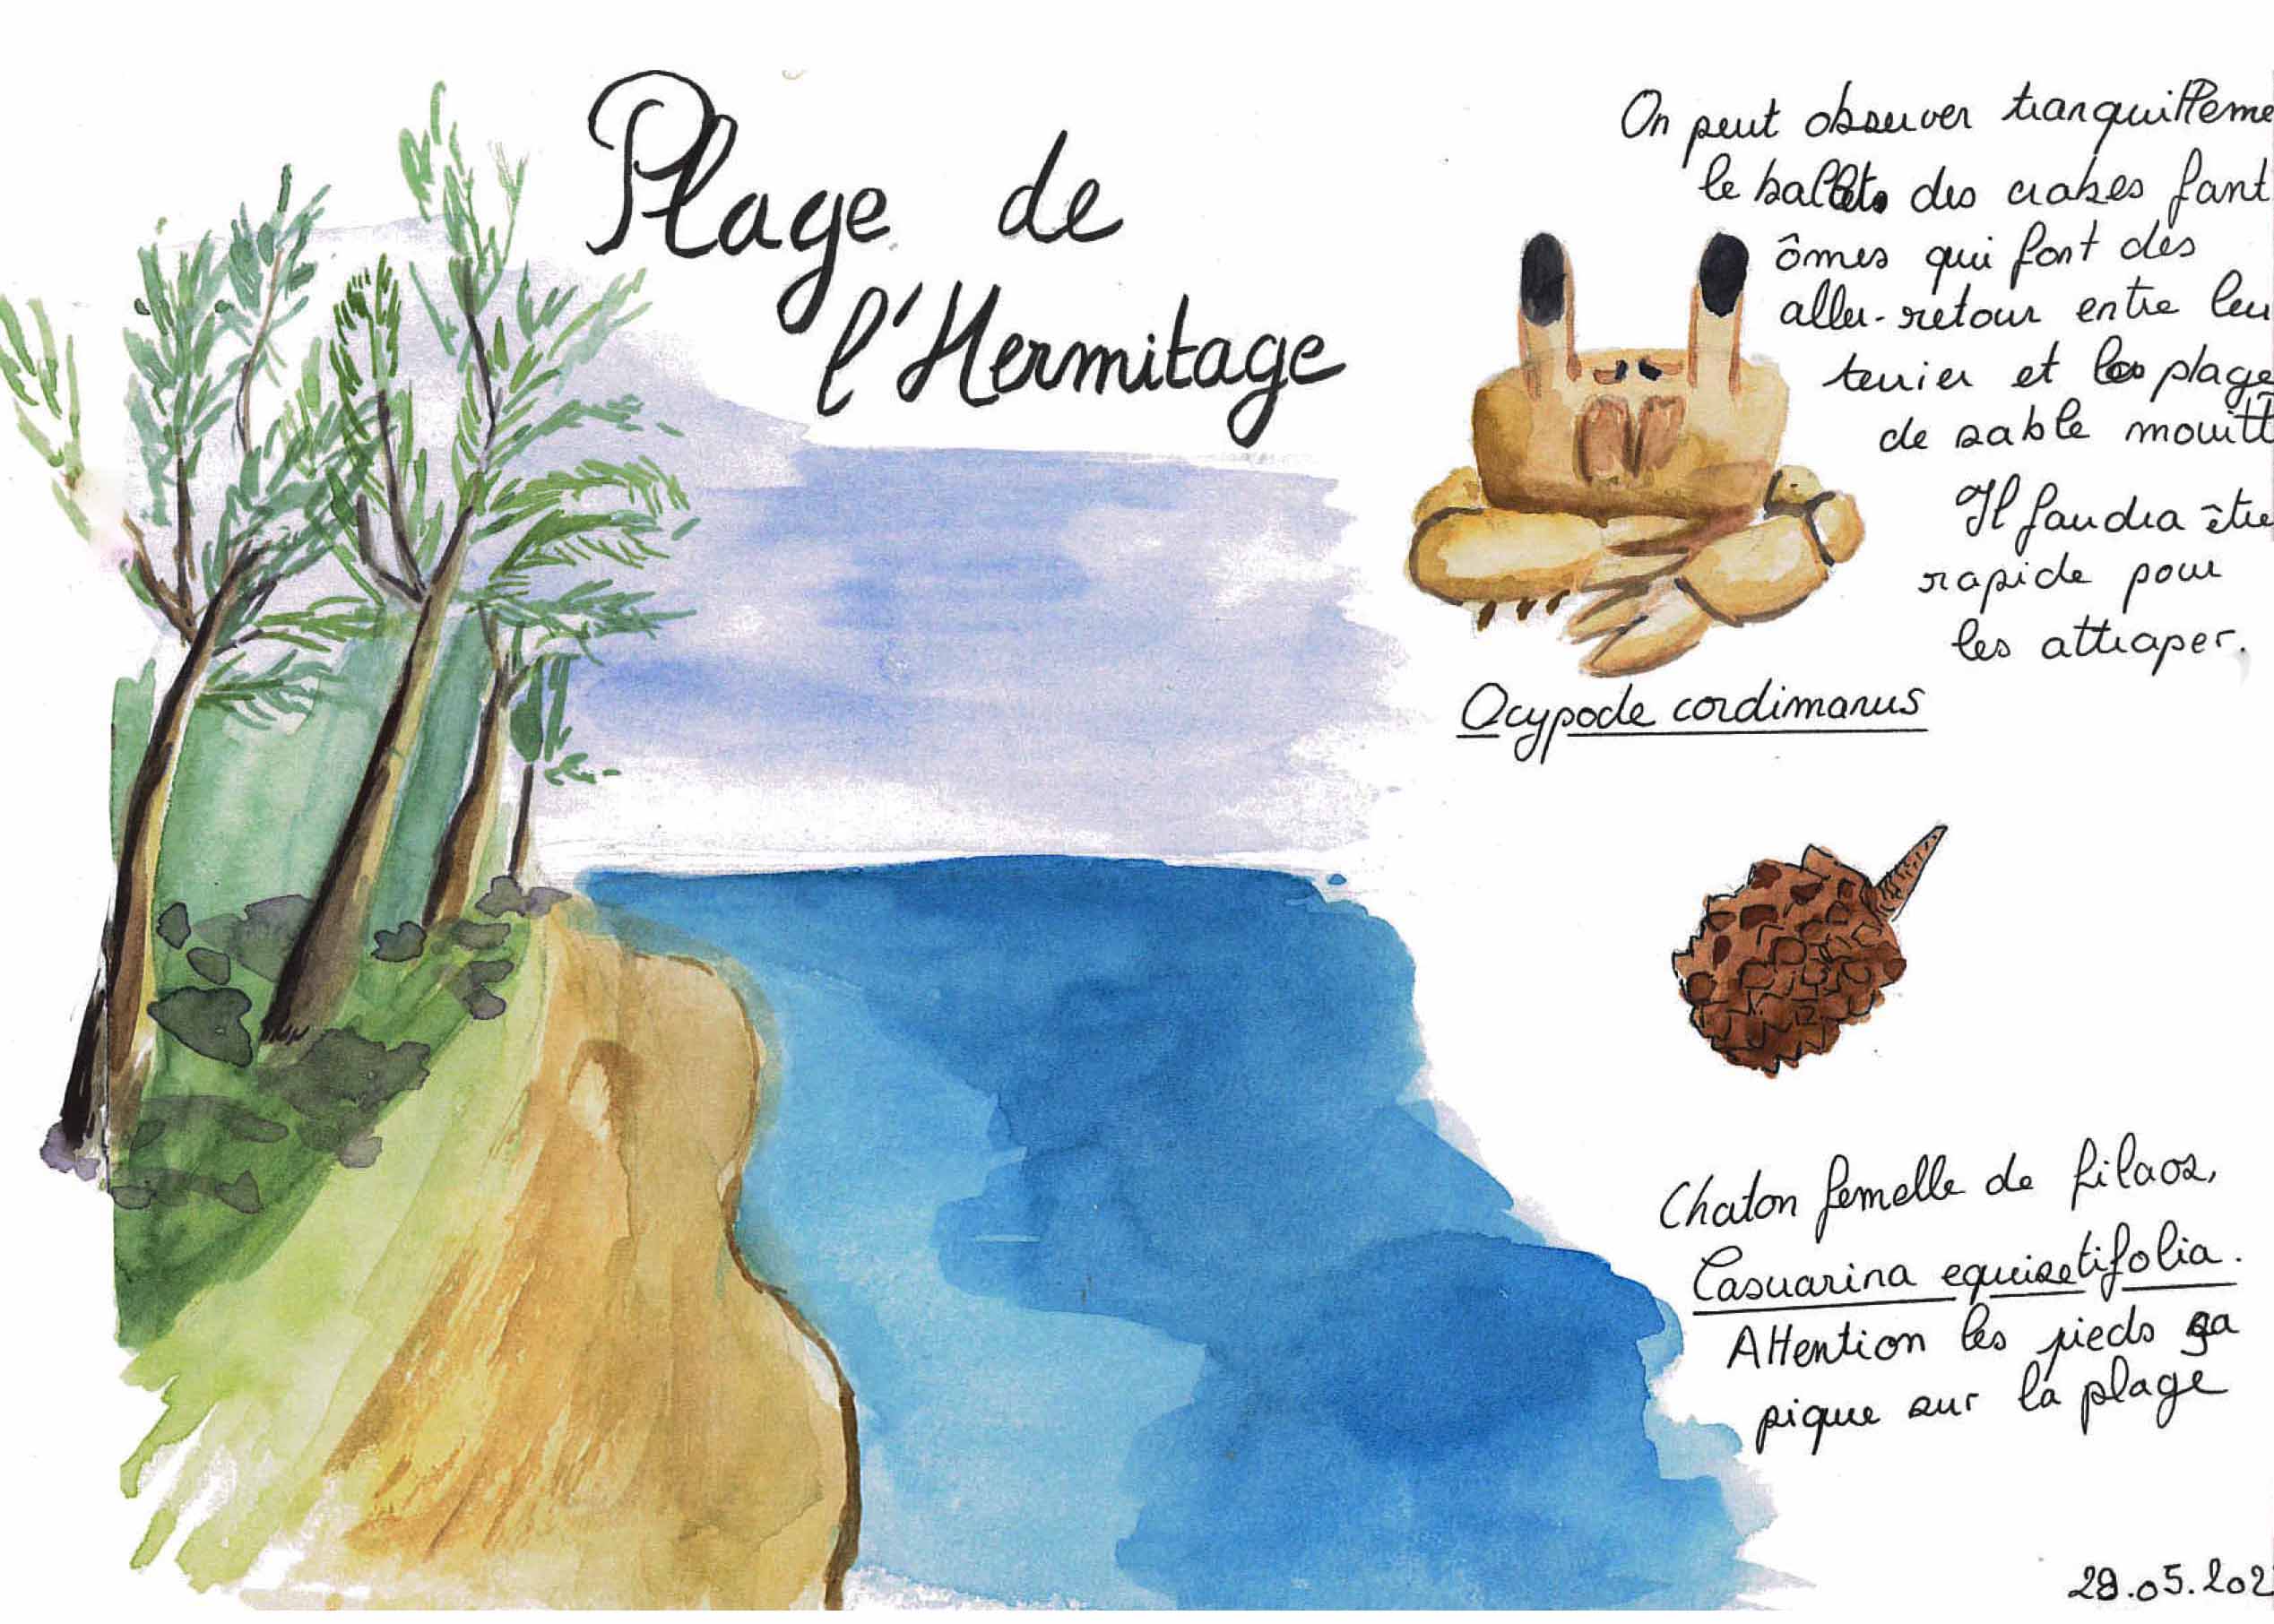 Plage de
l'Hermitage
On peut observer tranquilleme
le ballets des crabes fant
ômes qui font des
aller-retour entre leu
terrier et les plage
de sable mouill
Il faudra être
rapide pour
les attraper.
Ocypode cordimanus
Chaton femelle de filaos,
Casuarina equisetifolia.
Attention les pieds ça
pique sur la plage
28.05.202